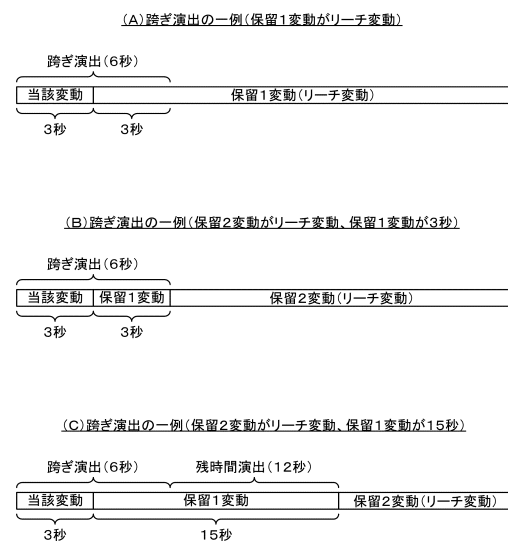 (A)跨ぎ演出の一例(保留1変動がリーチ変動)
跨ぎ演出(6秒)
当該変動 保留1変動(リーチ変動)
3秒 3秒
(B)跨ぎ演出の一例(保留2変動がリーチ変動、保留1変動が3秒)
跨ぎ演出(6秒)
当該変動 保留1変動 保留2変動(リーチ変動)
3秒 3秒
(C)跨ぎ演出の一例(保留2変動がリーチ変動、保留1変動が15秒)
跨ぎ演出(6秒) 残時間演出(12秒)
当該変動 保留1変動 保留2変動(リーチ変動)
3秒 15秒